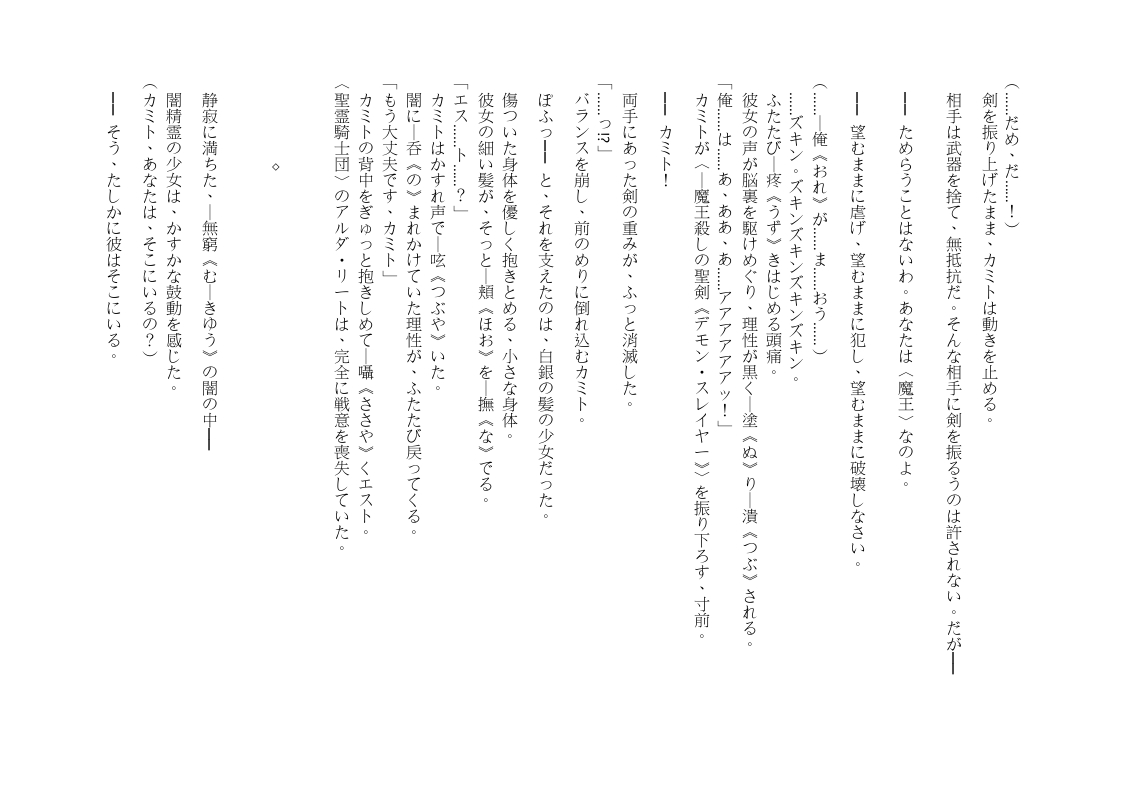 （……だめ、だ……！）
剣を振り上げたまま、カミトは動きを止める。
相手は武器を捨て、無抵抗だ。そんな相手に剣を振るうのは許されない。だが━━
━━ ためらうことはないわ。あなたは〈魔王〉なのよ。
━━ 望むままに虐げ、望むままに犯し、望むままに破壊しなさい。
（……―俺《おれ》が……ま……おう……）
……ズキン。ズキンズキンズキンズキン。
ふたたび―疼《うず》きはじめる頭痛。
彼女の声が脳裏を駆けめぐり、理性が黒く―塗《ぬ》り―潰《つぶ》される。
「俺……は……あ、ああ、あ……アアアアアアッ！」
カミトが〈―魔王殺しの聖剣《デモン・スレイヤー》〉を振り下ろす、寸前。
━━ カミト！
両手にあった剣の重みが、ふっと消滅した。
「……っ!?」
バランスを崩し、前のめりに倒れ込むカミト。
ぽふっ━━ と、それを支えたのは、白銀の髪の少女だった。
傷ついた身体を優しく抱きとめる、小さな身体。
彼女の細い髪が、そっと―頬《ほお》を―撫《な》でる。
「エス……ト……？」
カミトはかすれ声で―呟《つぶや》いた。
闇に―呑《の》まれかけていた理性が、ふたたび戻ってくる。
「もう大丈夫です、カミト」
カミトの背中をぎゅっと抱きしめて―囁《ささや》くエスト。
〈聖霊騎士団〉のアルダ・リートは、完全に戦意を喪失していた。
◇
静寂に満ちた、―無窮《む―きゆう》の闇の中━━
闇精霊の少女は、かすかな鼓動を感じた。
（カミト、あなたは、そこにいるの？）
━━ そう、たしかに彼はそこにいる。